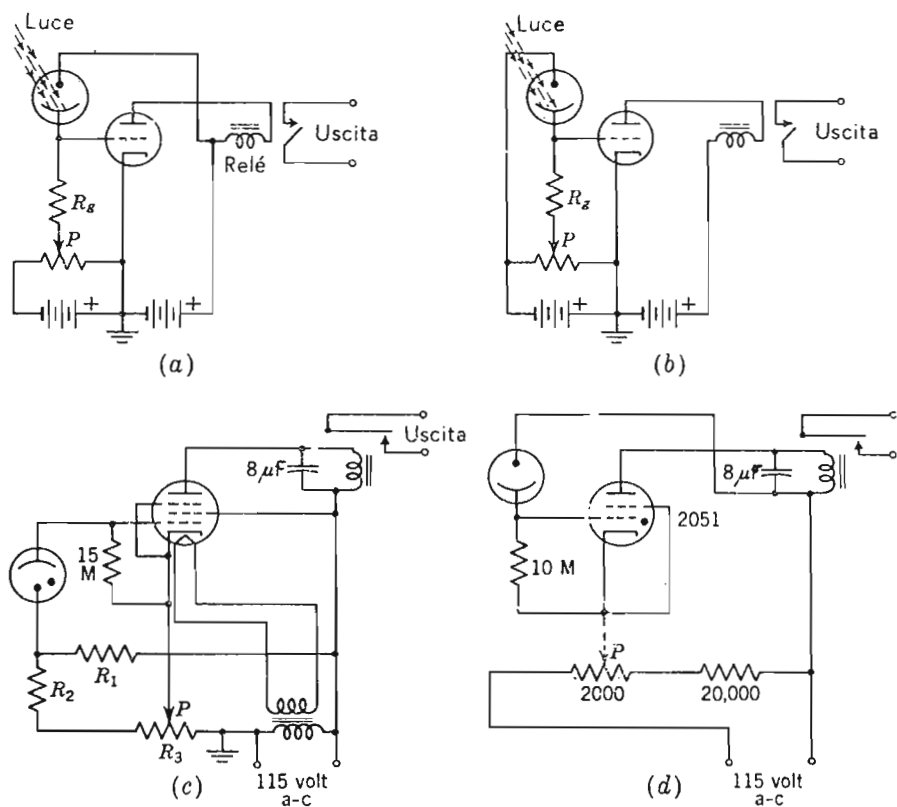 Luce
Uscita
Relé
R_g
P
+
+
(a)
Luce
Uscita
R_g
P
+
+
(b)
Uscita
8 μF
15
M
R_1
R_2
P
R_3
115 volt
a-c
(c)
8 μF
2051
10 M
P
2000
20,000
115 volt
a-c
(d)